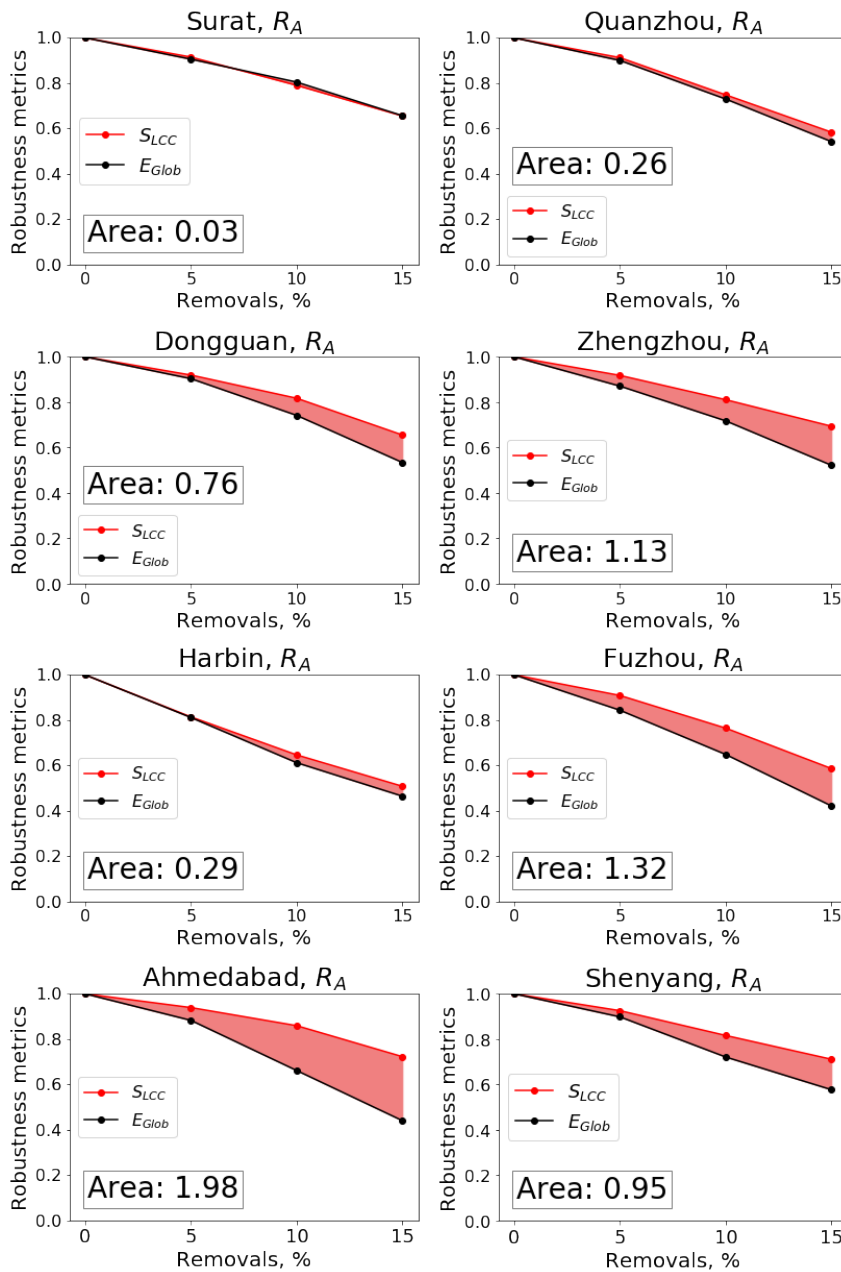 Surat, R_A
Robustness metrics
1.0
0.8
0.6
0.4
0.2
0.0
S_LCC
E_Glob
Area: 0.03
0 5 10 15
Removals, %
Quanzhou, R_A
Robustness metrics
1.0
0.8
0.6
0.4
0.2
0.0
Area: 0.26
S_LCC
E_Glob
0 5 10 15
Removals, %
Dongguan, R_A
Robustness metrics
1.0
0.8
0.6
0.4
0.2
0.0
Area: 0.76
S_LCC
E_Glob
0 5 10 15
Removals, %
Zhengzhou, R_A
Robustness metrics
1.0
0.8
0.6
0.4
0.2
0.0
S_LCC
E_Glob
Area: 1.13
0 5 10 15
Removals, %
Harbin, R_A
Robustness metrics
1.0
0.8
0.6
0.4
0.2
0.0
S_LCC
E_Glob
Area: 0.29
0 5 10 15
Removals, %
Fuzhou, R_A
Robustness metrics
1.0
0.8
0.6
0.4
0.2
0.0
S_LCC
E_Glob
Area: 1.32
0 5 10 15
Removals, %
Ahmedabad, R_A
Robustness metrics
1.0
0.8
0.6
0.4
0.2
0.0
S_LCC
E_Glob
Area: 1.98
0 5 10 15
Removals, %
Shenyang, R_A
Robustness metrics
1.0
0.8
0.6
0.4
0.2
0.0
S_LCC
E_Glob
Area: 0.95
0 5 10 15
Removals, %